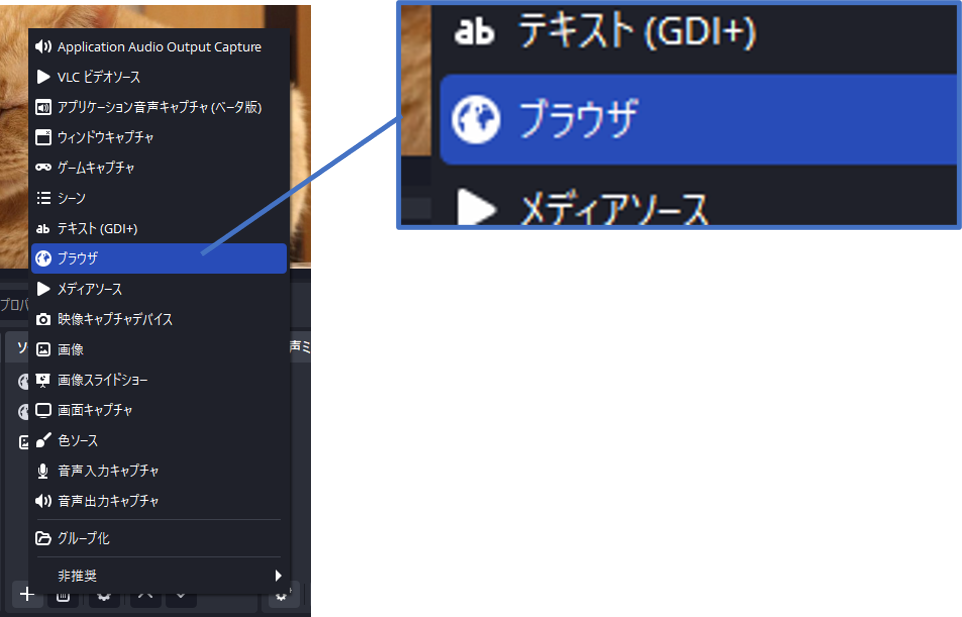 Application Audio Output Capture
VLC ビデオソース
アプリケーション音声キャプチャ (ベータ版)
ウィンドウキャプチャ
ゲームキャプチャ
シーン
テキスト (GDI+)
ブラウザ
メディアソース
映像キャプチャデバイス
画像
画像スライドショー
画面キャプチャ
色ソース
音声入力キャプチャ
音声出力キャプチャ
グループ化
非推奨
プロパ
ソ
声ミ
テキスト (GDI+)
ブラウザ
メディアソース